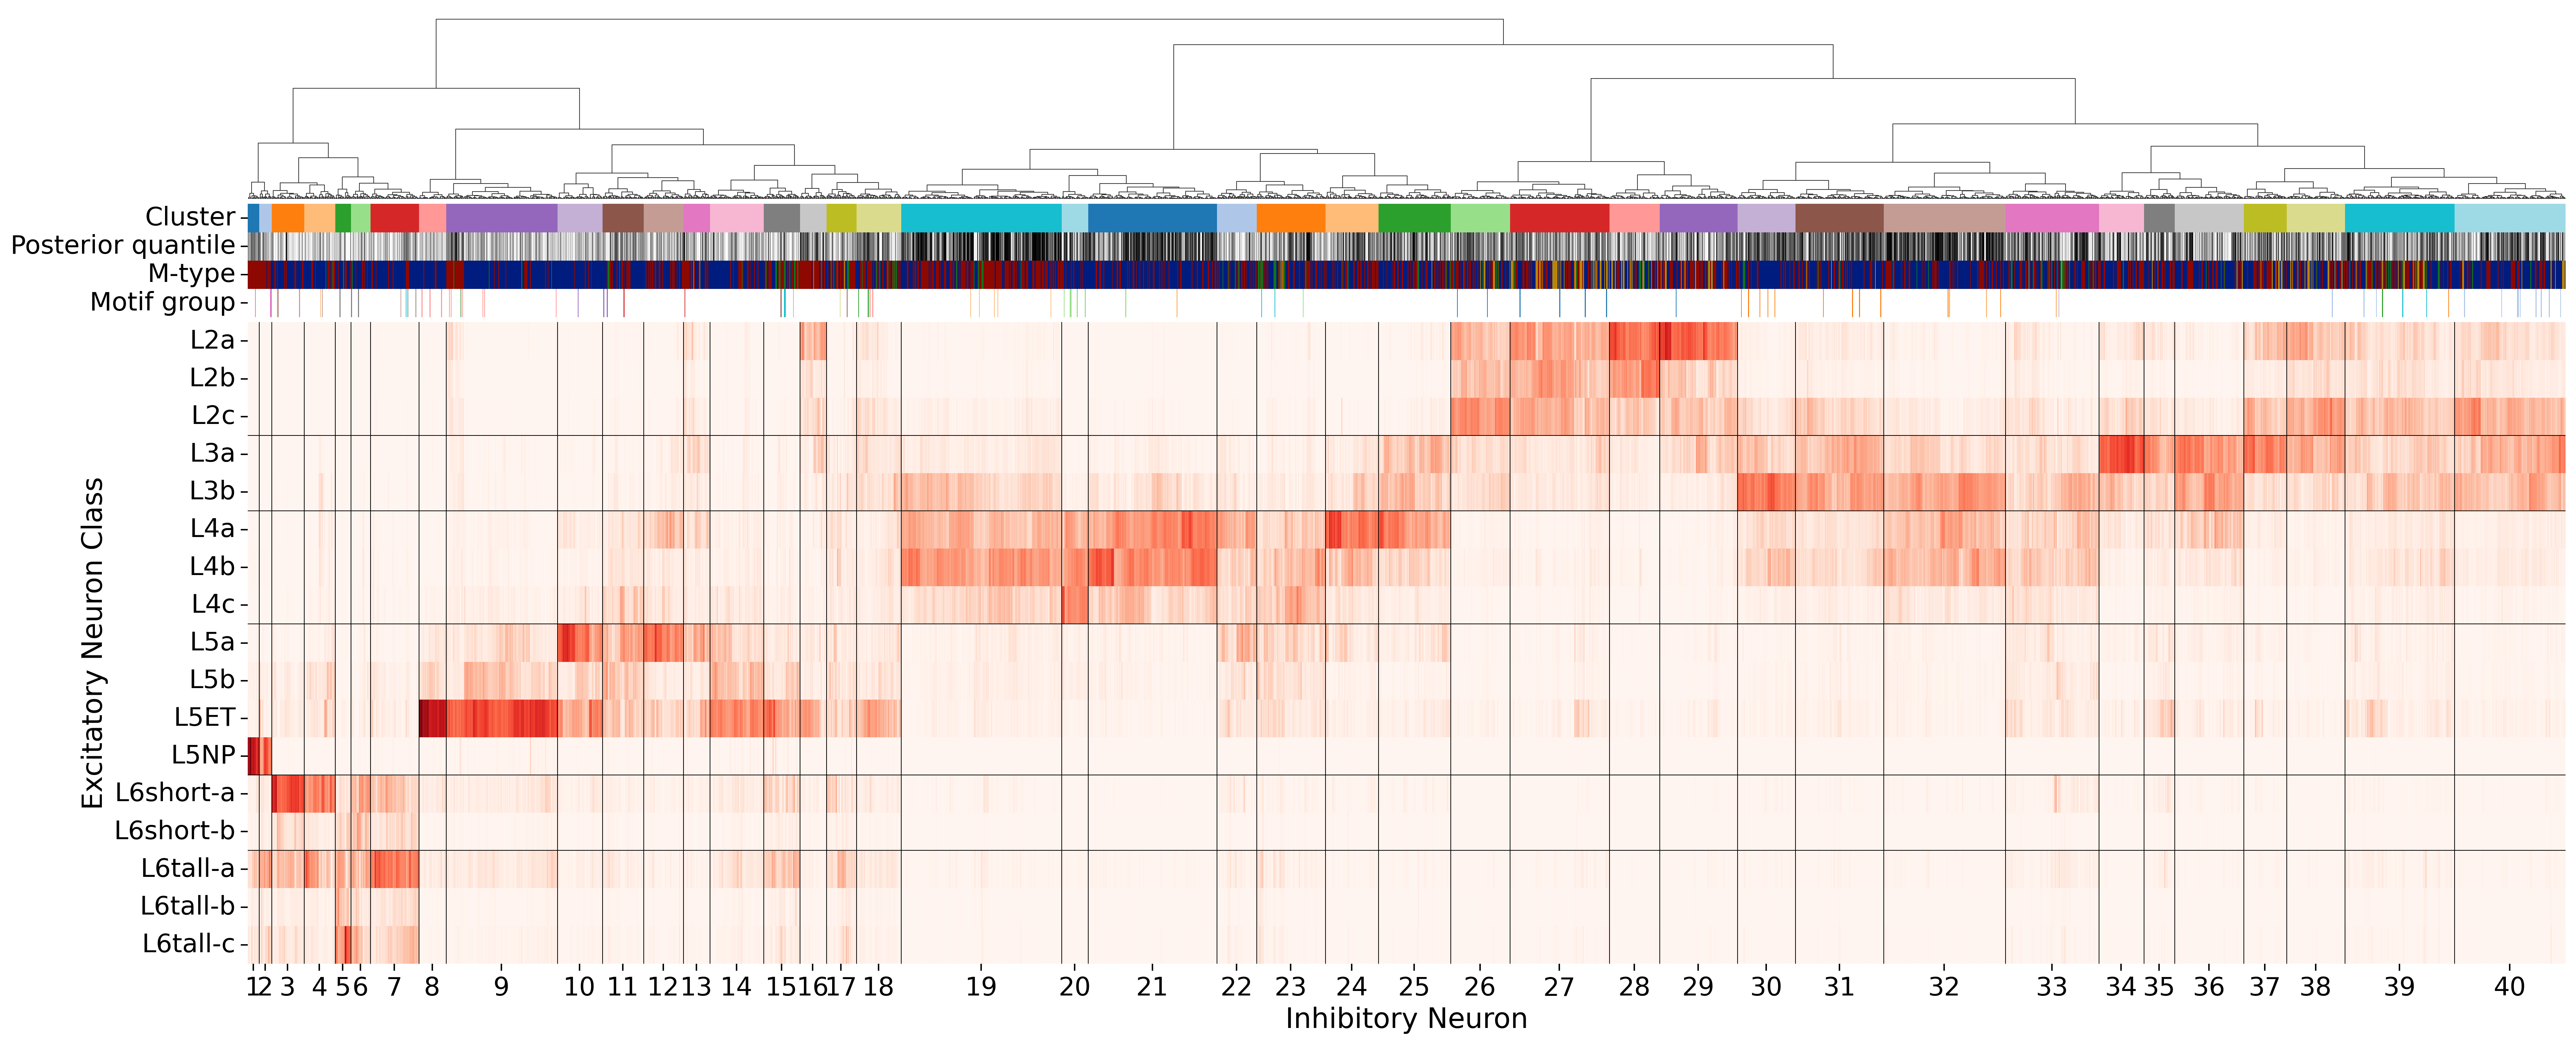 Cluster
Posterior quantile
M-type
Motif group
Excitatory Neuron Class
L2a
L2b
L2c
L3a
L3b
L4a
L4b
L4c
L5a
L5b
L5ET
L5NP
L6short-a
L6short-b
L6tall-a
L6tall-b
L6tall-c
1 2 3 4 5 6 7 8 9 10 11 12 13 14 15 16 17 18 19 20 21 22 23 24 25 26 27 28 29 30 31 32 33 34 35 36 37 38 39 40
Inhibitory Neuron